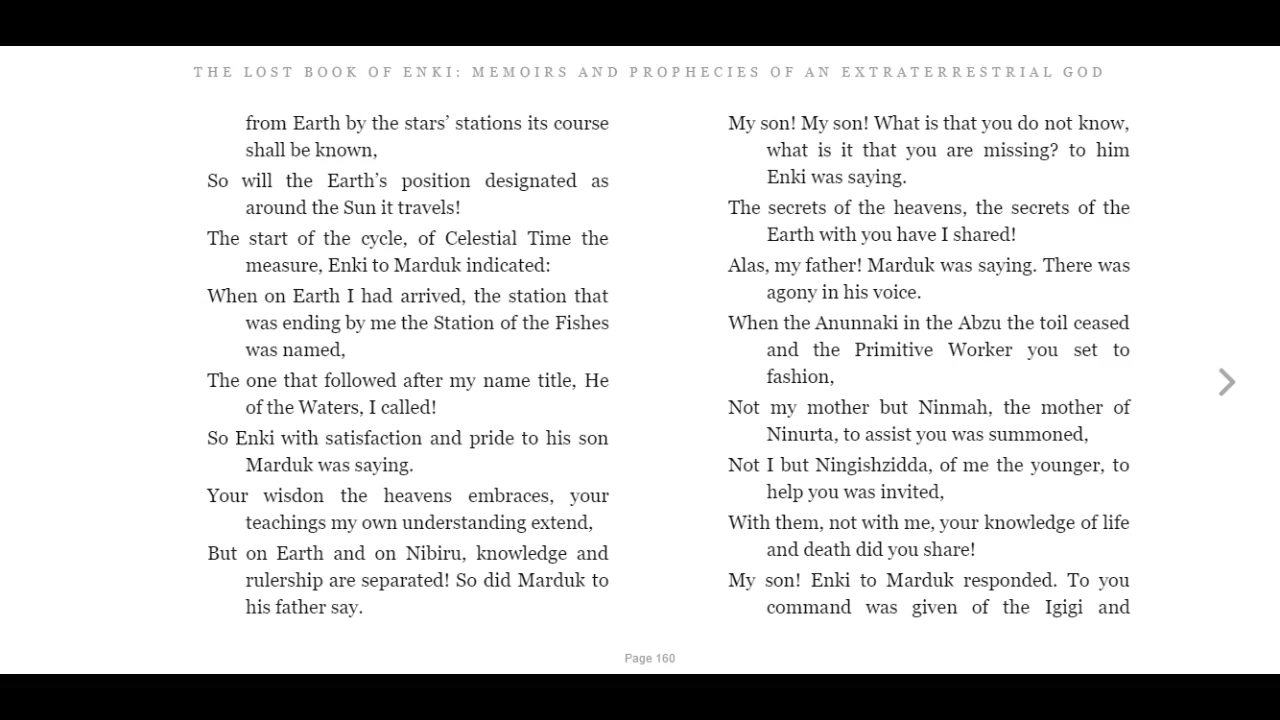 THE LOST BOOK OF ENKI: MEMOIRS AND PROPHECIES OF AN EXTRATERRESTRIAL GOD
from Earth by the stars’ stations its course
shall be known,
So will the Earth’s position designated as
around the Sun it travels!
The start of the cycle, of Celestial Time the
measure, Enki to Marduk indicated:
When on Earth I had arrived, the station that
was ending by me the Station of the Fishes
was named,
The one that followed after my name title, He
of the Waters, I called!
So Enki with satisfaction and pride to his son
Marduk was saying.
Your wisdon the heavens embraces, your
teachings my own understanding extend,
But on Earth and on Nibiru, knowledge and
rulership are separated! So did Marduk to
his father say.
My son! My son! What is that you do not know,
what is it that you are missing? to him
Enki was saying.
The secrets of the heavens, the secrets of the
Earth with you have I shared!
Alas, my father! Marduk was saying. There was
agony in his voice.
When the Anunnaki in the Abzu the toil ceased
and the Primitive Worker you set to
fashion,
Not my mother but Ninmah, the mother of
Ninurta, to assist you was summoned,
Not I but Ningishzidda, of me the younger, to
help you was invited,
With them, not with me, your knowledge of life
and death did you share!
My son! Enki to Marduk responded. To you
command was given of the Igigi and
Page 160